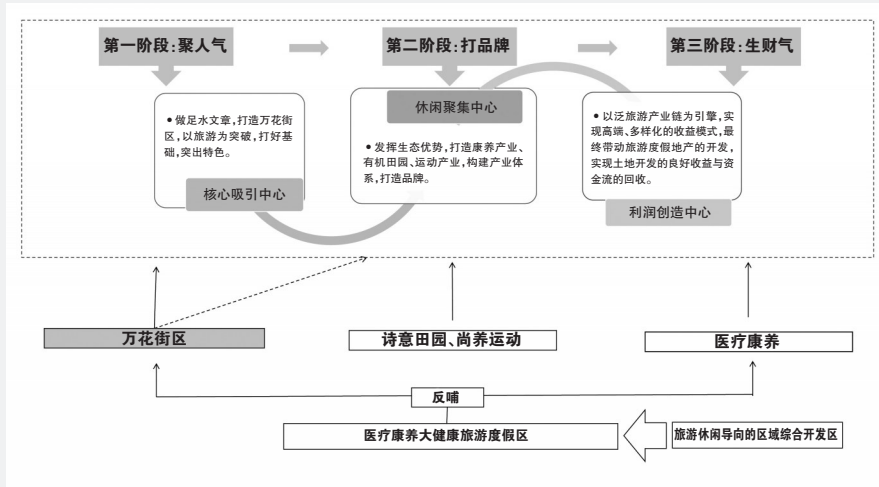 第一阶段:聚人气
第二阶段:打品牌
第三阶段:生财气
•做足水文章,打造万花街
区,以旅游为突破,打好基
础,突出特色。
核心吸引中心
休闲聚集中心
•发挥生态优势,打造康养产业、
有机田园、运动产业,构建产业体
系,打造品牌。
•以泛旅游产业链为引擎,实
现高端、多样化的收益模式,最
终带动旅游度假地产的开发,
实现土地开发的良好收益与资
金流的回收。
利润创造中心
万花街区
诗意田园、尚养运动
医疗康养
反哺
医疗康养大健康旅游度假区
旅游休闲导向的区域综合开发区